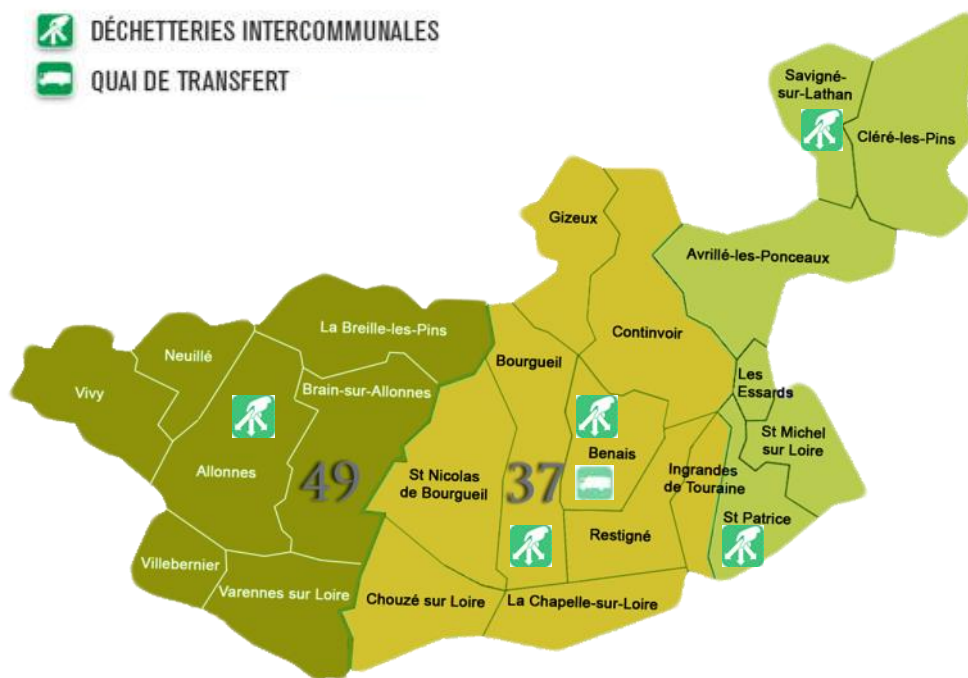 DÉCHETTERIES INTERCOMMUNALES
QUAI DE TRANSFERT
Savigné-
sur-Lathan
Cléré-les-Pins
Gizeux
Avrillé-les-Ponceaux
La Breille-les-Pins
Continvoir
Neuillé
Bourgueil
Vivy
Brain-sur-Allonnes
Les
Essards
St Michel
sur Loire
Benais
Allonnes
49
St Nicolas
de Bourgueil
37
Ingrandes
de Touraine
St Patrice
Restigné
Villebernier
Varennes sur Loire
Chouzé sur Loire
La Chapelle-sur-Loire